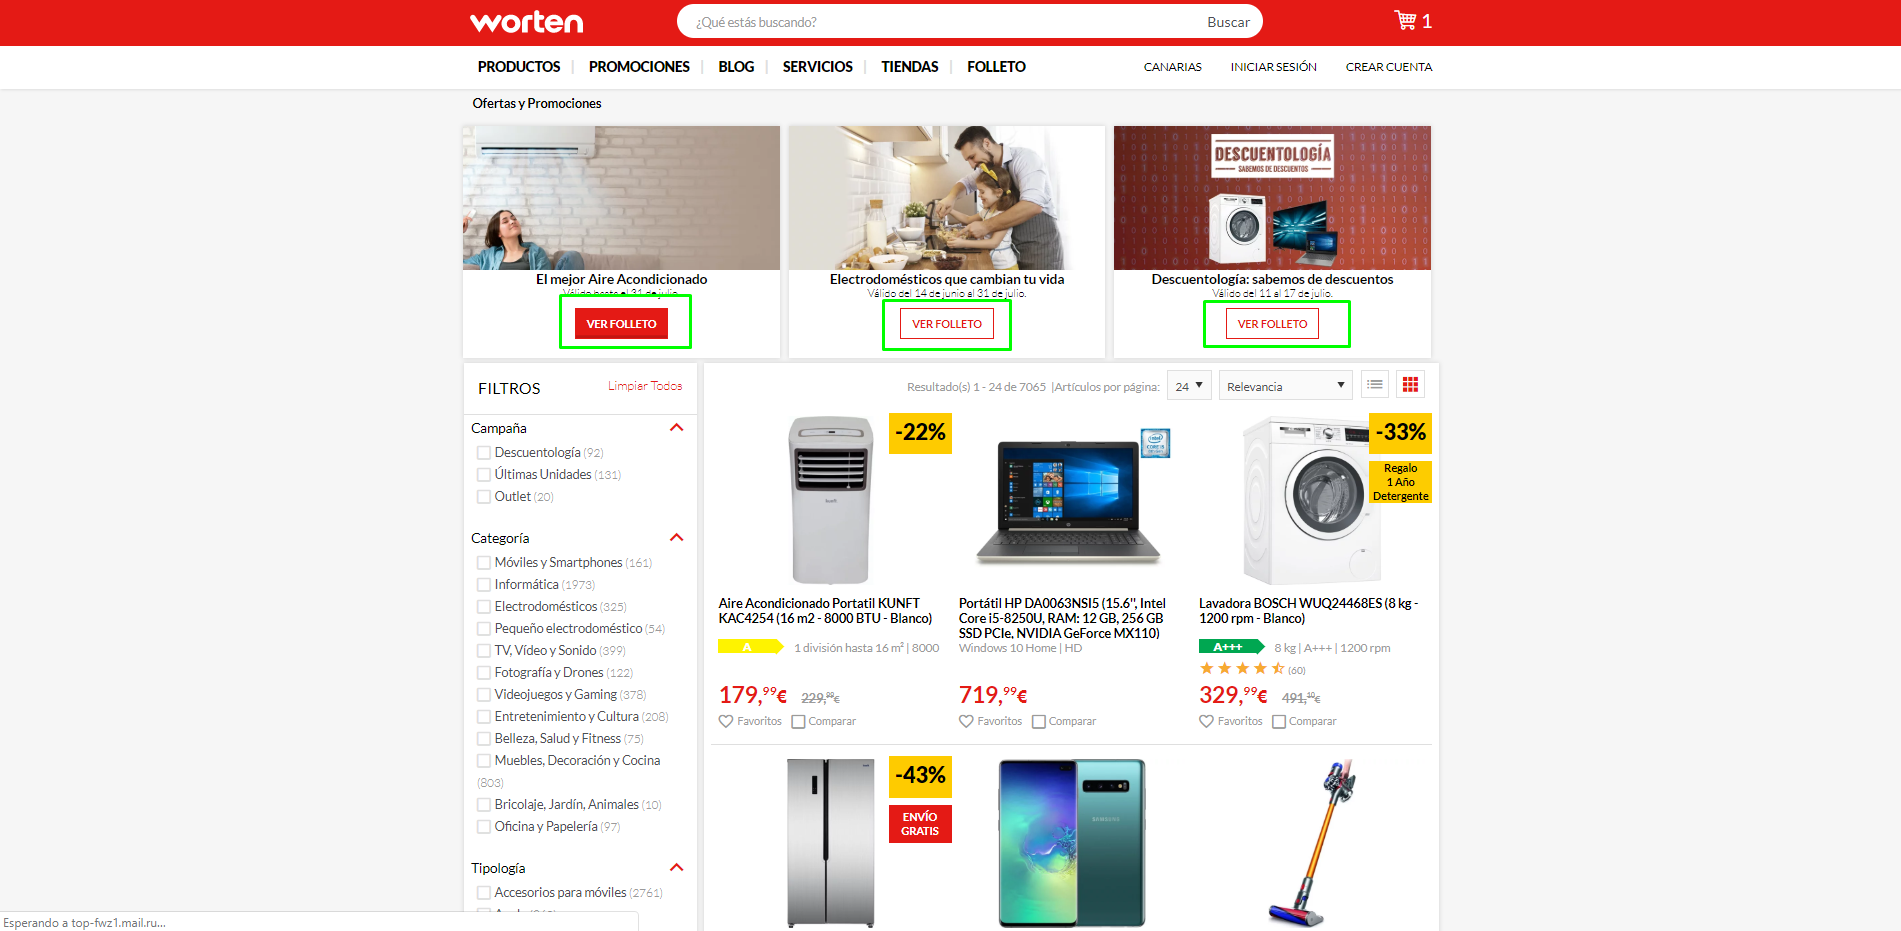 worten
¿Qué estás buscando?
Buscar
1
PRODUCTOS
PROMOCIONES
BLOG
SERVICIOS
TIENDAS
FOLLETO
CANARIAS
INICIAR SESIÓN
CREAR CUENTA
Ofertas y Promociones
DESCUENTOLOGÍA
SABEMOS DE DESCUENTOS
El mejor Aire Acondicionado
Válido hasta el 31 de julio.
VER FOLLETO
Electrodomésticos que cambian tu vida
Válido del 14 de junio al 31 de julio.
VER FOLLETO
Descuentología: sabemos de descuentos
Válido del 11 al 17 de julio.
VER FOLLETO
FILTROS
Limpiar Todos
Campaña
Descuentología (92)
Últimas Unidades (131)
Outlet (20)
Categoría
Móviles y Smartphones (161)
Informática (1973)
Electrodomésticos (325)
Pequeño electrodoméstico (54)
TV, Vídeo y Sonido (399)
Fotografía y Drones (122)
Videojuegos y Gaming (378)
Entretenimiento y Cultura (208)
Belleza, Salud y Fitness (75)
Muebles, Decoración y Cocina
(803)
Bricolaje, Jardín, Animales (10)
Oficina y Papelería (97)
Tipología
Accesorios para móviles (2761)
Resultado(s) 1 - 24 de 7065 |Artículos por página:
24
Relevancia
-22%
Aire Acondicionado Portatil KUNFT
KAC4254 (16 m2 - 8000 BTU - Blanco)
A
1 división hasta 16 m² | 8000
179,99€ 229,99€
Favoritos
Comparar
intel
CORE i5
Portátil HP DA0063NSI5 (15.6'', Intel
Core i5-8250U, RAM: 12 GB, 256 GB
SSD PCIe, NVIDIA GeForce MX110)
Windows 10 Home | HD
719,99€
Favoritos
Comparar
-33%
Regalo
1 Año
Detergente
Lavadora BOSCH WUQ24468ES (8 kg -
1200 rpm - Blanco)
A+++
8 kg | A+++ | 1200 rpm
(60)
329,99€ 491,10€
Favoritos
Comparar
-43%
ENVÍO
GRATIS
SAMSUNG
Esperando a top-fwz1.mail.ru...